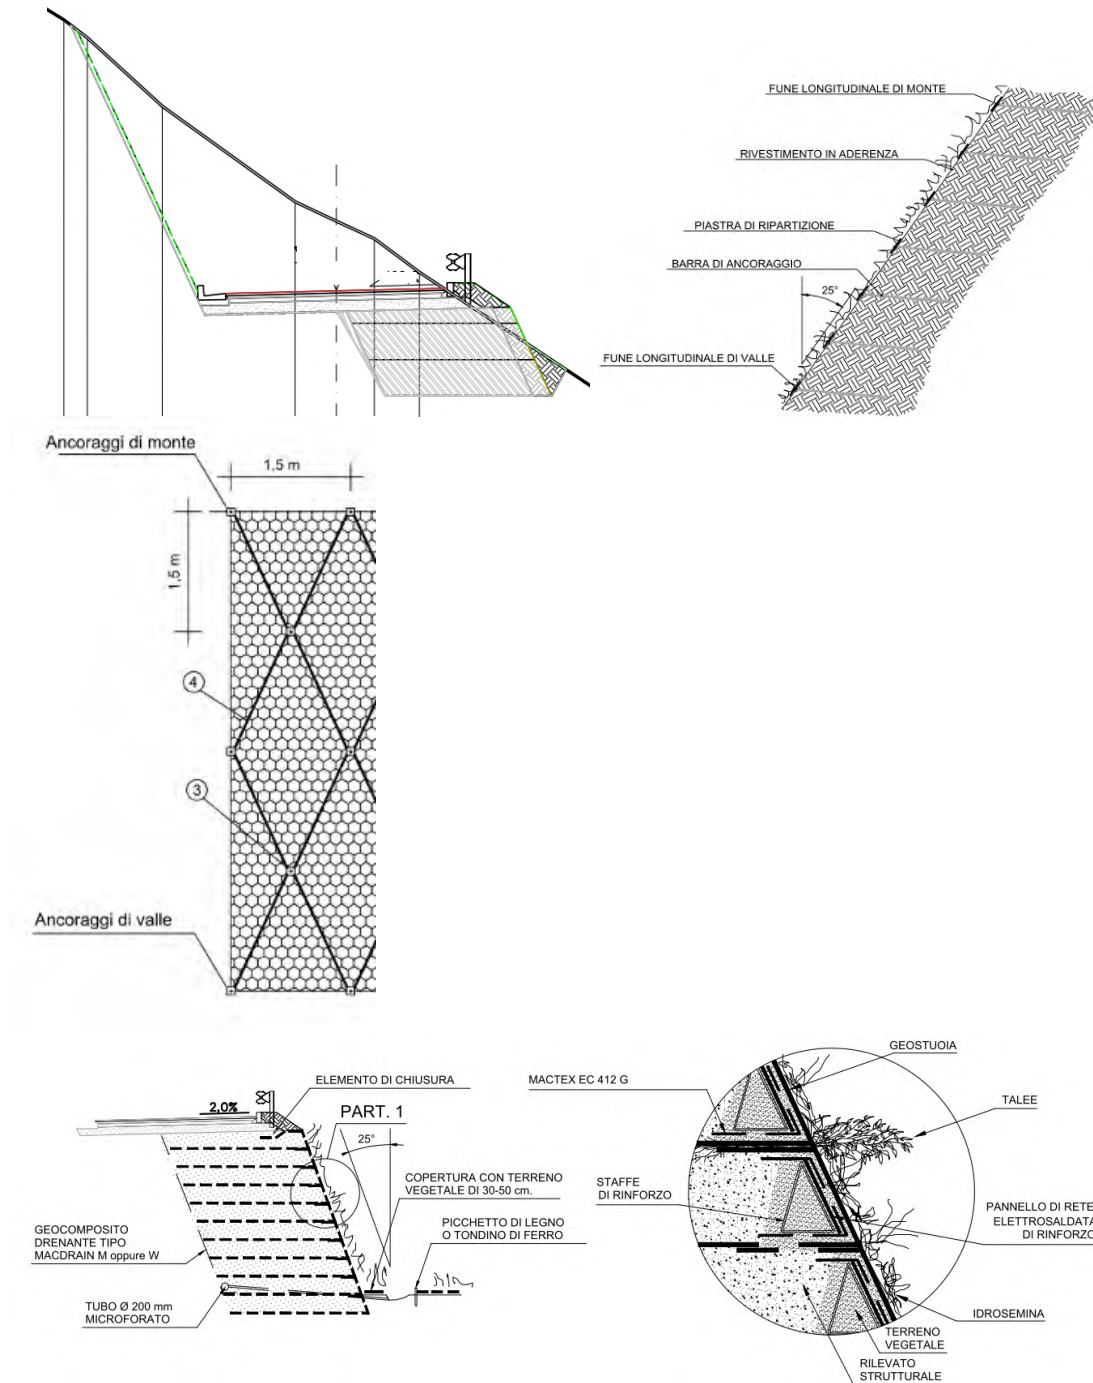 FUNE LONGITUDINALE DI MONTE
RIVESTIMENTO IN ADERENZA
PIASTRA DI RIPARTIZIONE
BARRA DI ANCORAGGIO
25°
FUNE LONGITUDINALE DI VALLE
Ancoraggi di monte
1,5 m
1,5 m
4
3
Ancoraggi di valle
ELEMENTO DI CHIUSURA
2,0%
PART. 1
25°
COPERTURA CON TERRENO
VEGETALE DI 30-50 cm.
PICCHETTO DI LEGNO
O TONDINO DI FERRO
GEOCOMPOSITO
DRENANTE TIPO
MACDRAIN M oppure W
TUBO Ø 200 mm
MICROFORATO
GEOSTUOIA
MACTEX EC 412 G
TALEE
STAFFE
DI RINFORZO
PANNELLO DI RETE
ELETTROSALDATA
DI RINFORZO
IDROSEMINA
TERRENO
VEGETALE
RILEVATO
STRUTTURALE